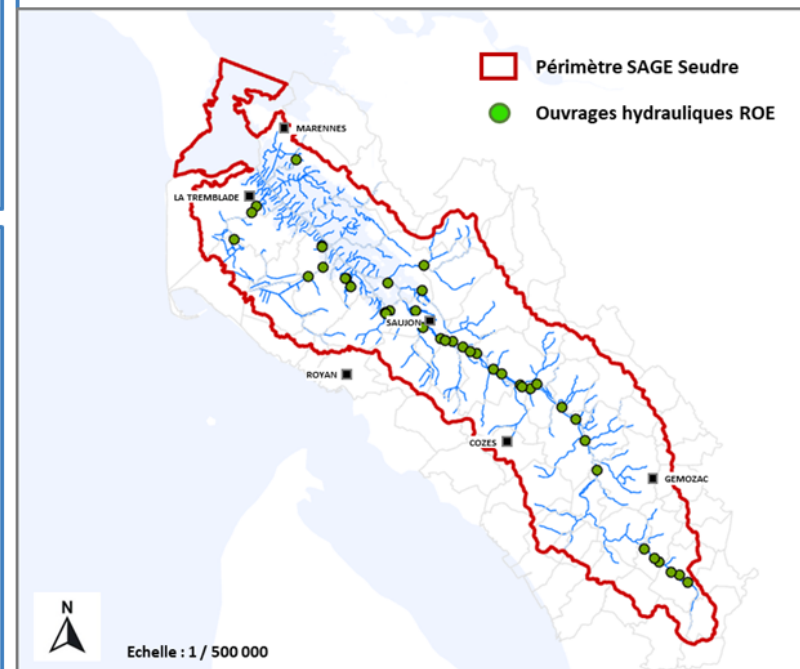 Périmètre SAGE Seudre
Ouvrages hydrauliques ROE
MARENNES
LA TREMBLADE
SAUJON
ROYAN
COZES
GEMOZAC
N
Echelle : 1 / 500 000